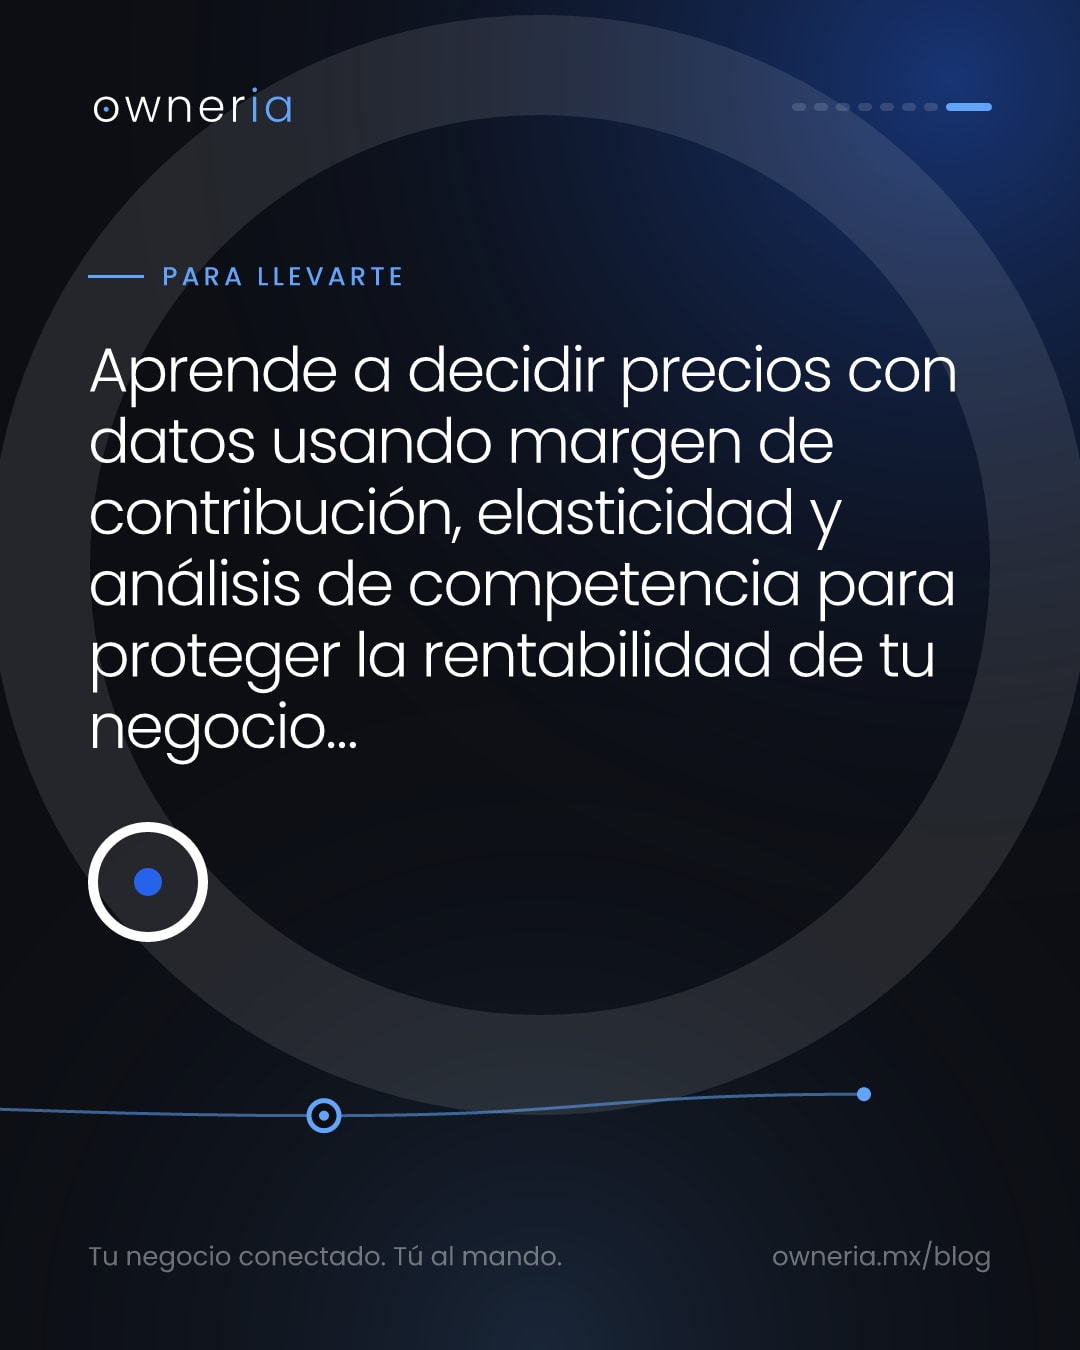 owneria
PARA LLEVARTE
Aprende a decidir precios con
datos usando margen de
contribución, elasticidad y
análisis de competencia para
proteger la rentabilidad de tu
negocio...
Tu negocio conectado. Tú al mando.
owneria.mx/blog